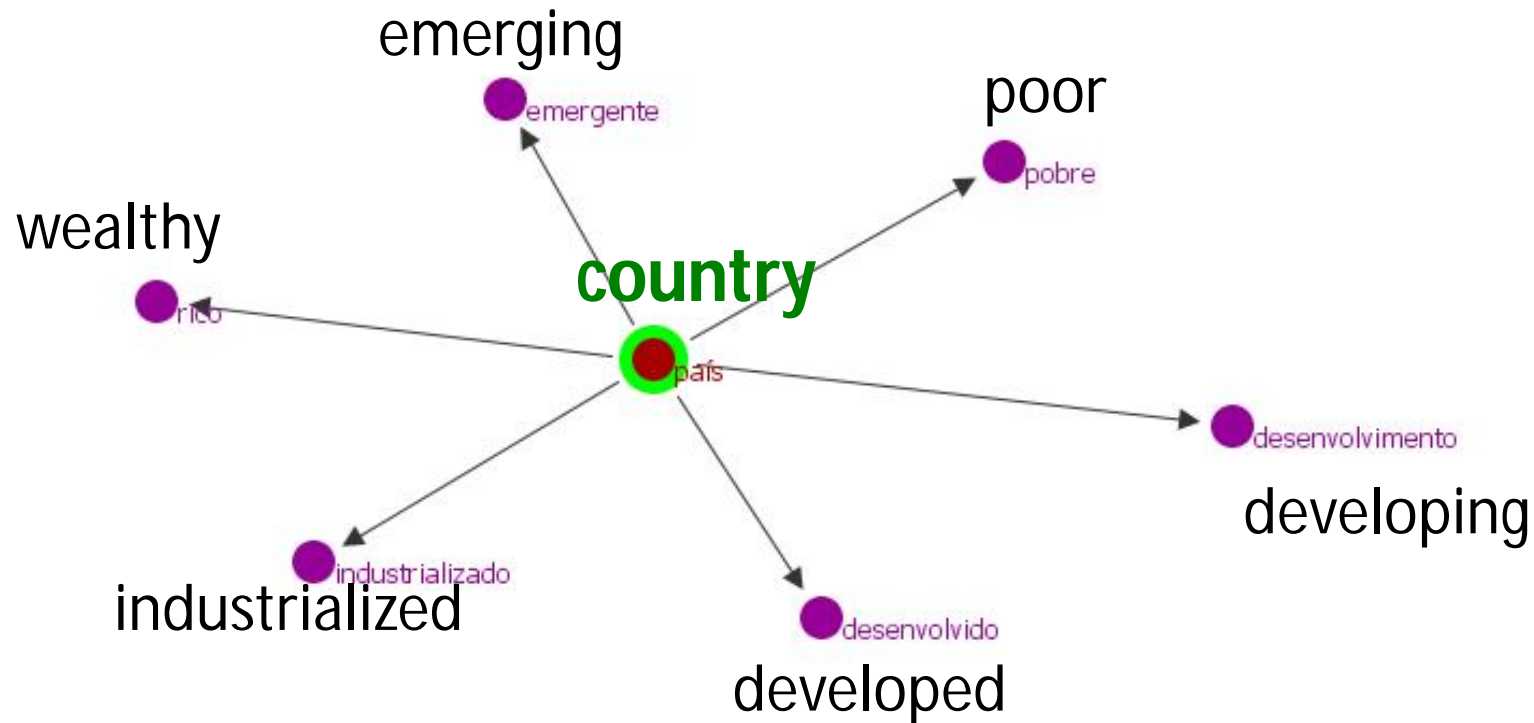 emerging
emergente
poor
pobre
wealthy
rico
country
país
desenvolvimento
developing
industrializado
industrialized
desenvolvido
developed